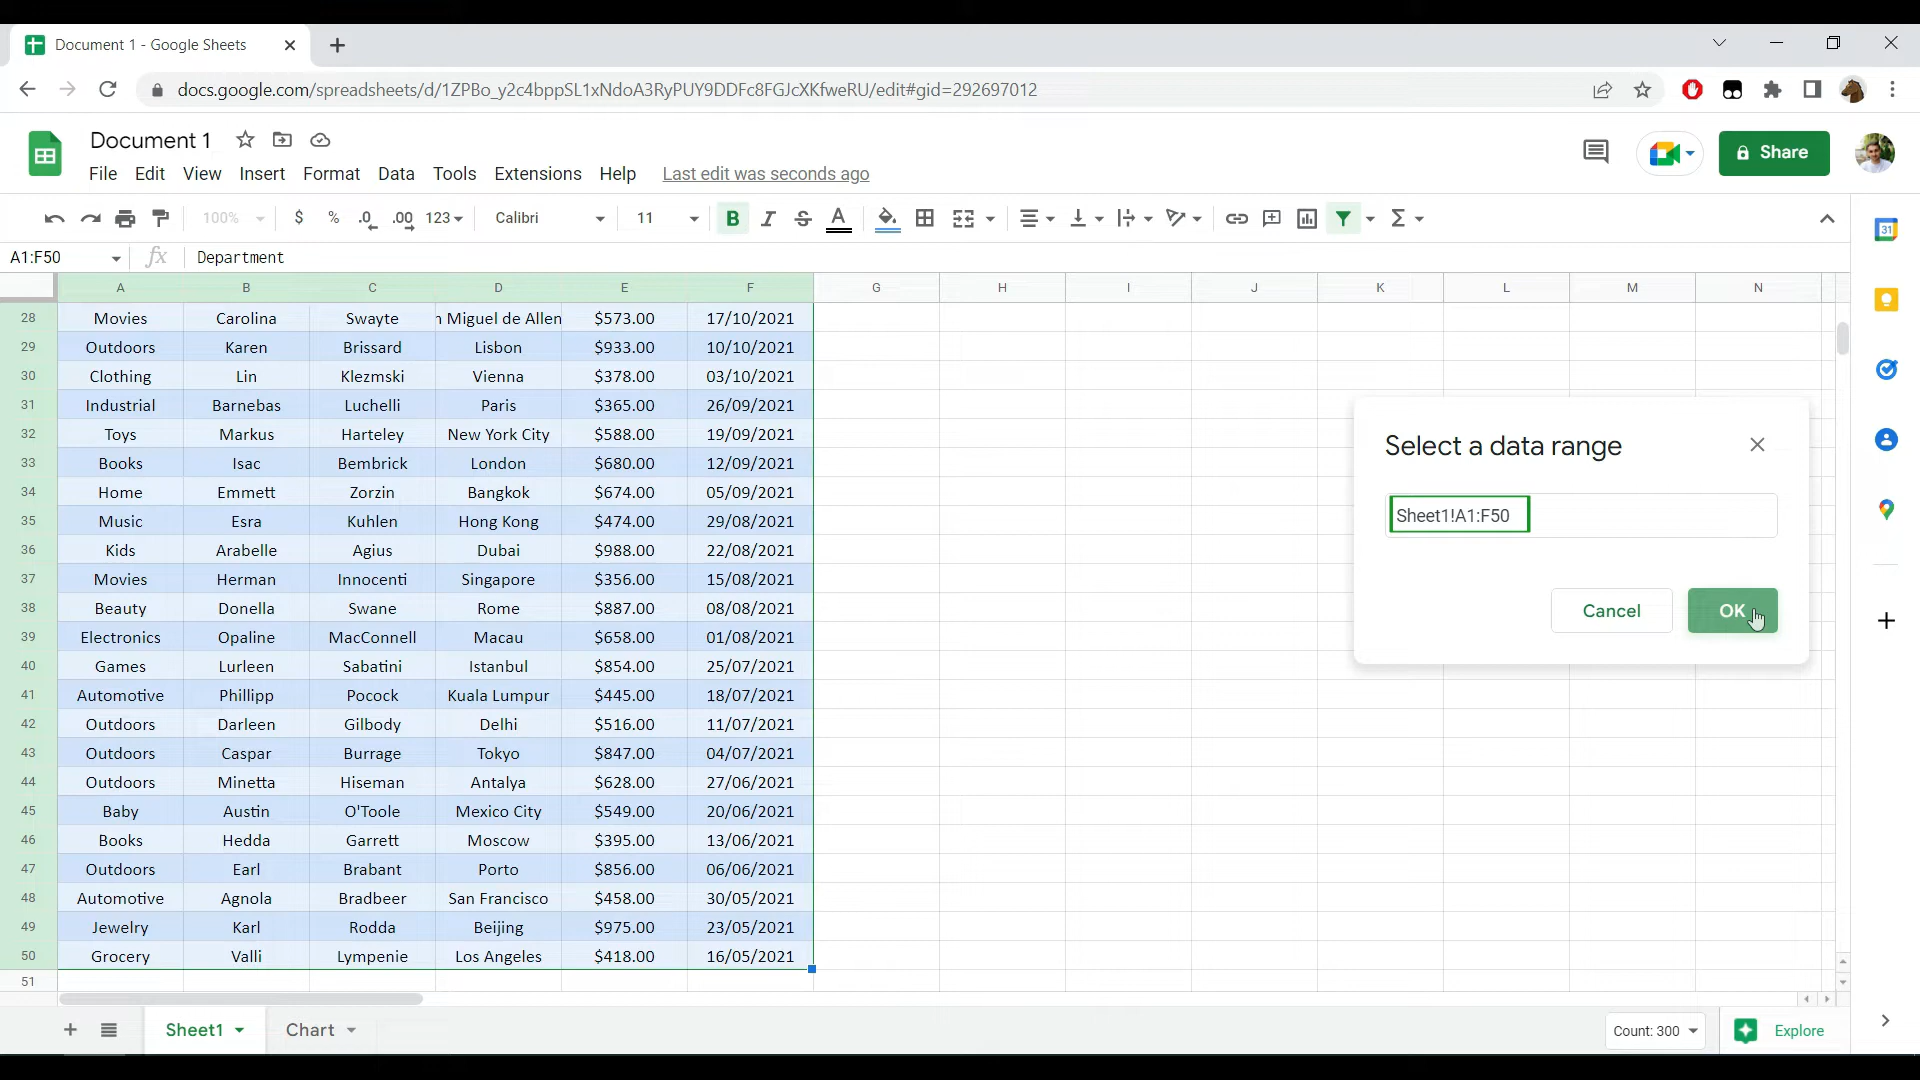 Document 1 - Google Sheets
docs.google.com/spreadsheets/d/1ZPBo_y2c4bppSL1xNdoA3RyPUY9DDFc8FGJcXKfweRU/edit#gid=292697012
Document 1
File Edit View Insert Format Data Tools Extensions Help Last edit was seconds ago
Share
100% $ % .0 .00 123 Calibri 11 B I S A Σ
A1:F50 fx Department
31
A B C D E F G H I J K L M N
28 Movies Carolina Swayte n Miguel de Allen $573.00 17/10/2021
29 Outdoors Karen Brissard Lisbon $933.00 10/10/2021
30 Clothing Lin Klezmski Vienna $378.00 03/10/2021
31 Industrial Barnebas Luchelli Paris $365.00 26/09/2021
32 Toys Markus Harteley New York City $588.00 19/09/2021
33 Books Isac Bembrick London $680.00 12/09/2021
34 Home Emmett Zorzin Bangkok $674.00 05/09/2021
35 Music Esra Kuhlen Hong Kong $474.00 29/08/2021
36 Kids Arabelle Agius Dubai $988.00 22/08/2021
37 Movies Herman Innocenti Singapore $356.00 15/08/2021
38 Beauty Donella Swane Rome $887.00 08/08/2021
39 Electronics Opaline MacConnell Macau $658.00 01/08/2021
40 Games Lurleen Sabatini Istanbul $854.00 25/07/2021
41 Automotive Phillipp Pocock Kuala Lumpur $445.00 18/07/2021
42 Outdoors Darleen Gilbody Delhi $516.00 11/07/2021
43 Outdoors Caspar Burrage Tokyo $847.00 04/07/2021
44 Outdoors Minetta Hiseman Antalya $628.00 27/06/2021
45 Baby Austin O'Toole Mexico City $549.00 20/06/2021
46 Books Hedda Garrett Moscow $395.00 13/06/2021
47 Outdoors Earl Brabant Porto $856.00 06/06/2021
48 Automotive Agnola Bradbeer San Francisco $458.00 30/05/2021
49 Jewelry Karl Rodda Beijing $975.00 23/05/2021
50 Grocery Valli Lympenie Los Angeles $418.00 16/05/2021
51
Select a data range
Sheet1!A1:F50
Cancel OK
Sheet1 Chart Count: 300 Explore